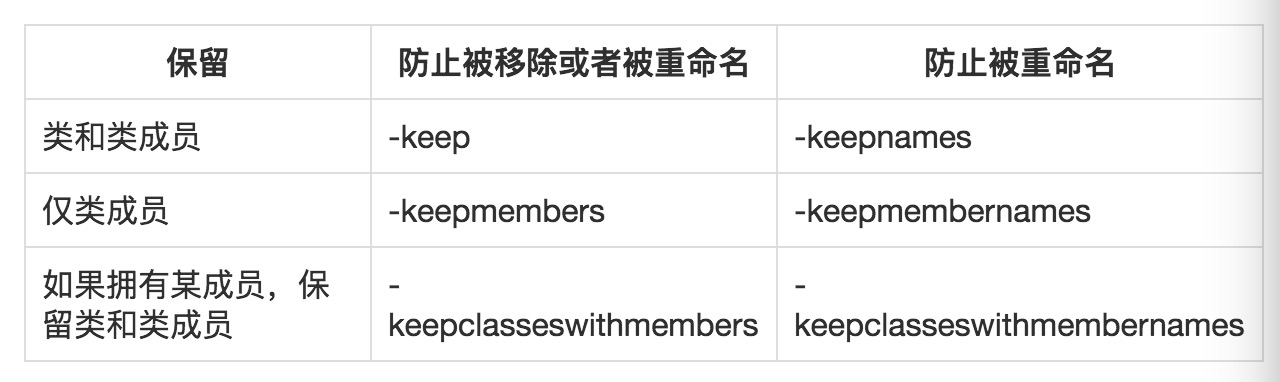 保留 防止被移除或者被重命名 防止被重命名
类和类成员 -keep -keepnames
仅类成员 -keepmembers -keepmembernames
如果拥有某成员，保
留类和类成员
-
keepclasseswithmembers
-
keepclasseswithmembernames